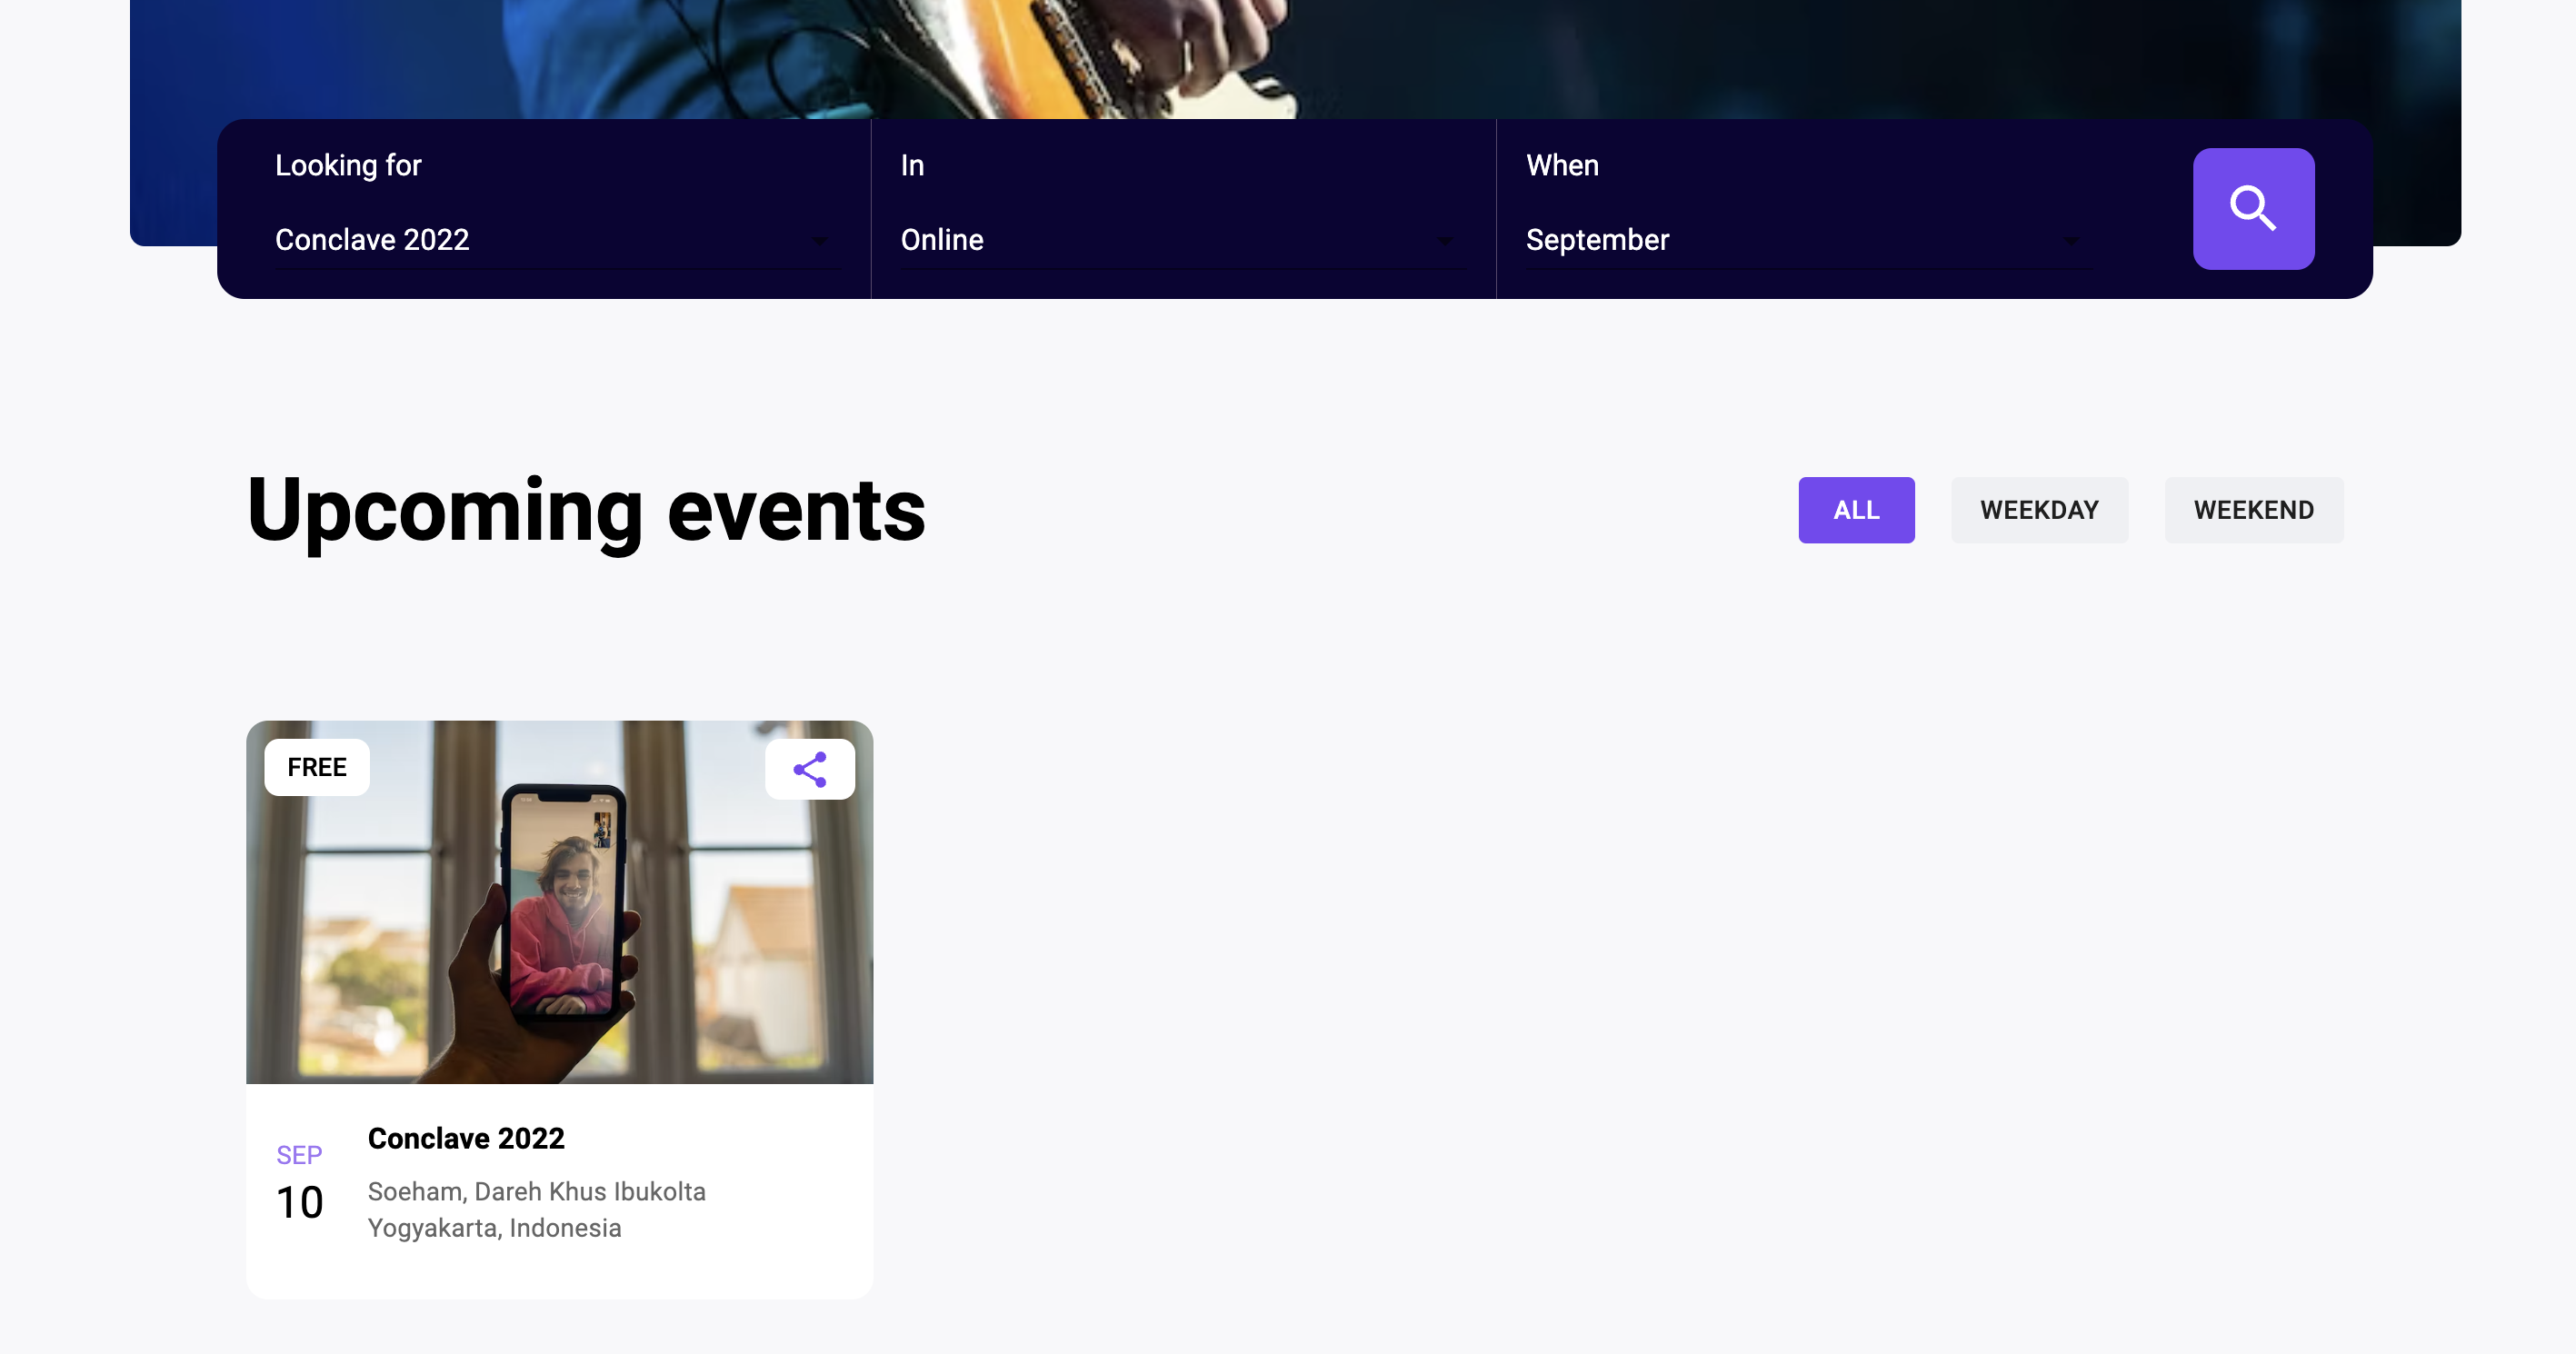 Looking for
In
When
Conclave 2022
Online
September
Upcoming events
ALL
WEEKDAY
WEEKEND
FREE
SEP
10
Conclave 2022
Soeham, Dareh Khus Ibukolta
Yogyakarta, Indonesia